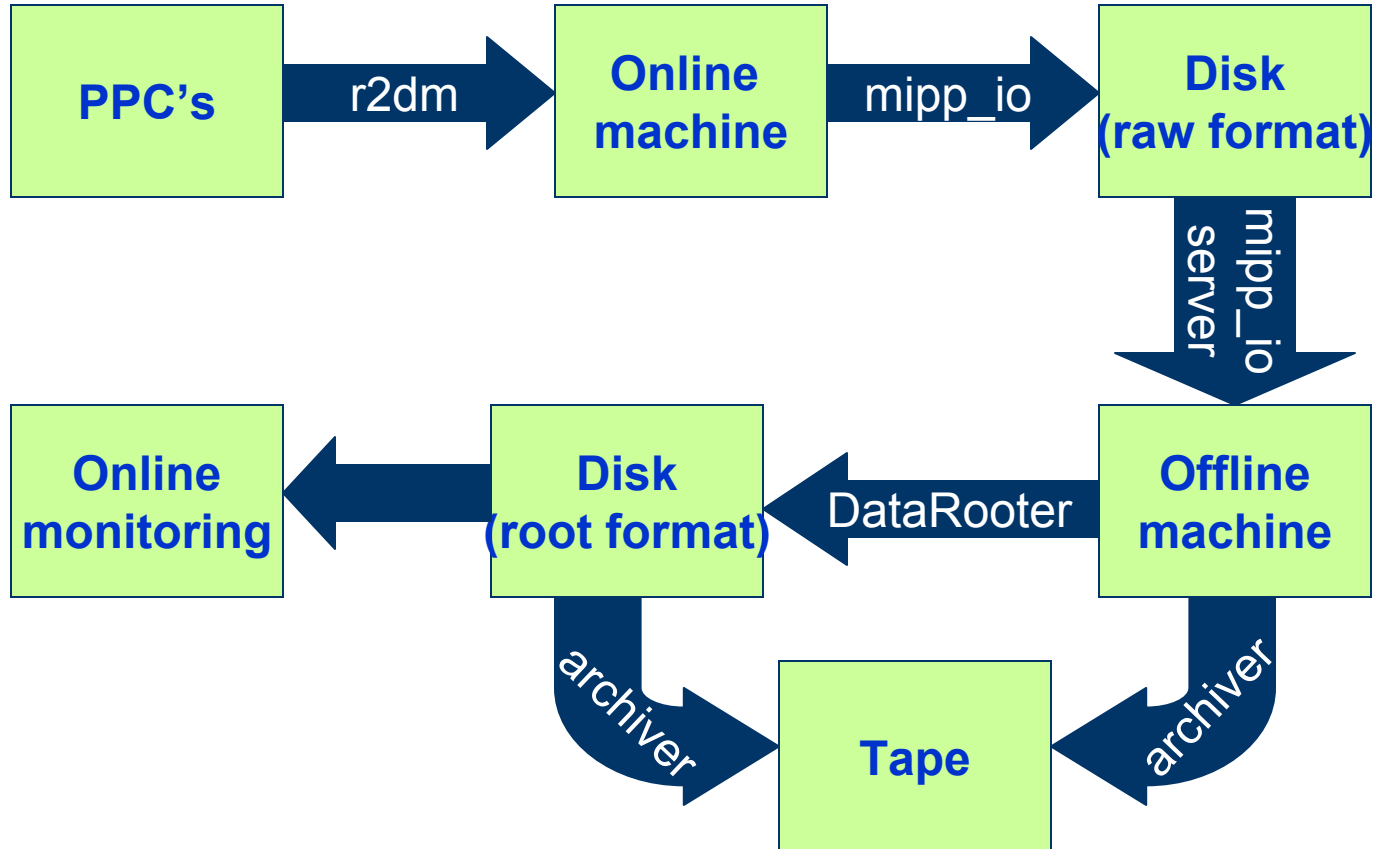 PPC's
r2dm
Online
machine
mipp_io
Disk
(raw format)
mipp_io
server
Online
monitoring
Disk
(root format)
DataRooter
Offline
machine
archiver
Tape
archiver